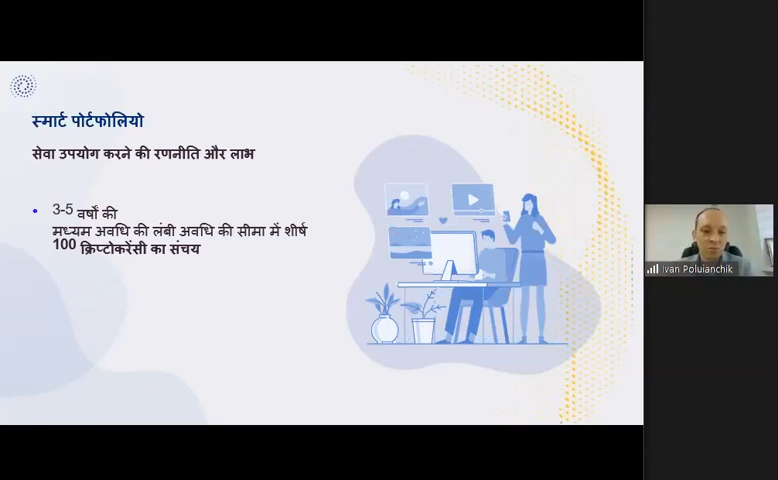 स्मार्ट पोर्टफोलियो
सेवा उपयोग करने की रणनीति और लाभ
3-5 वर्षों की
मध्यम अवधि की लंबी अवधि की सीमा में शीर्ष
100 क्रिप्टोकरेंसी का संचय
Ivan Poluianchik